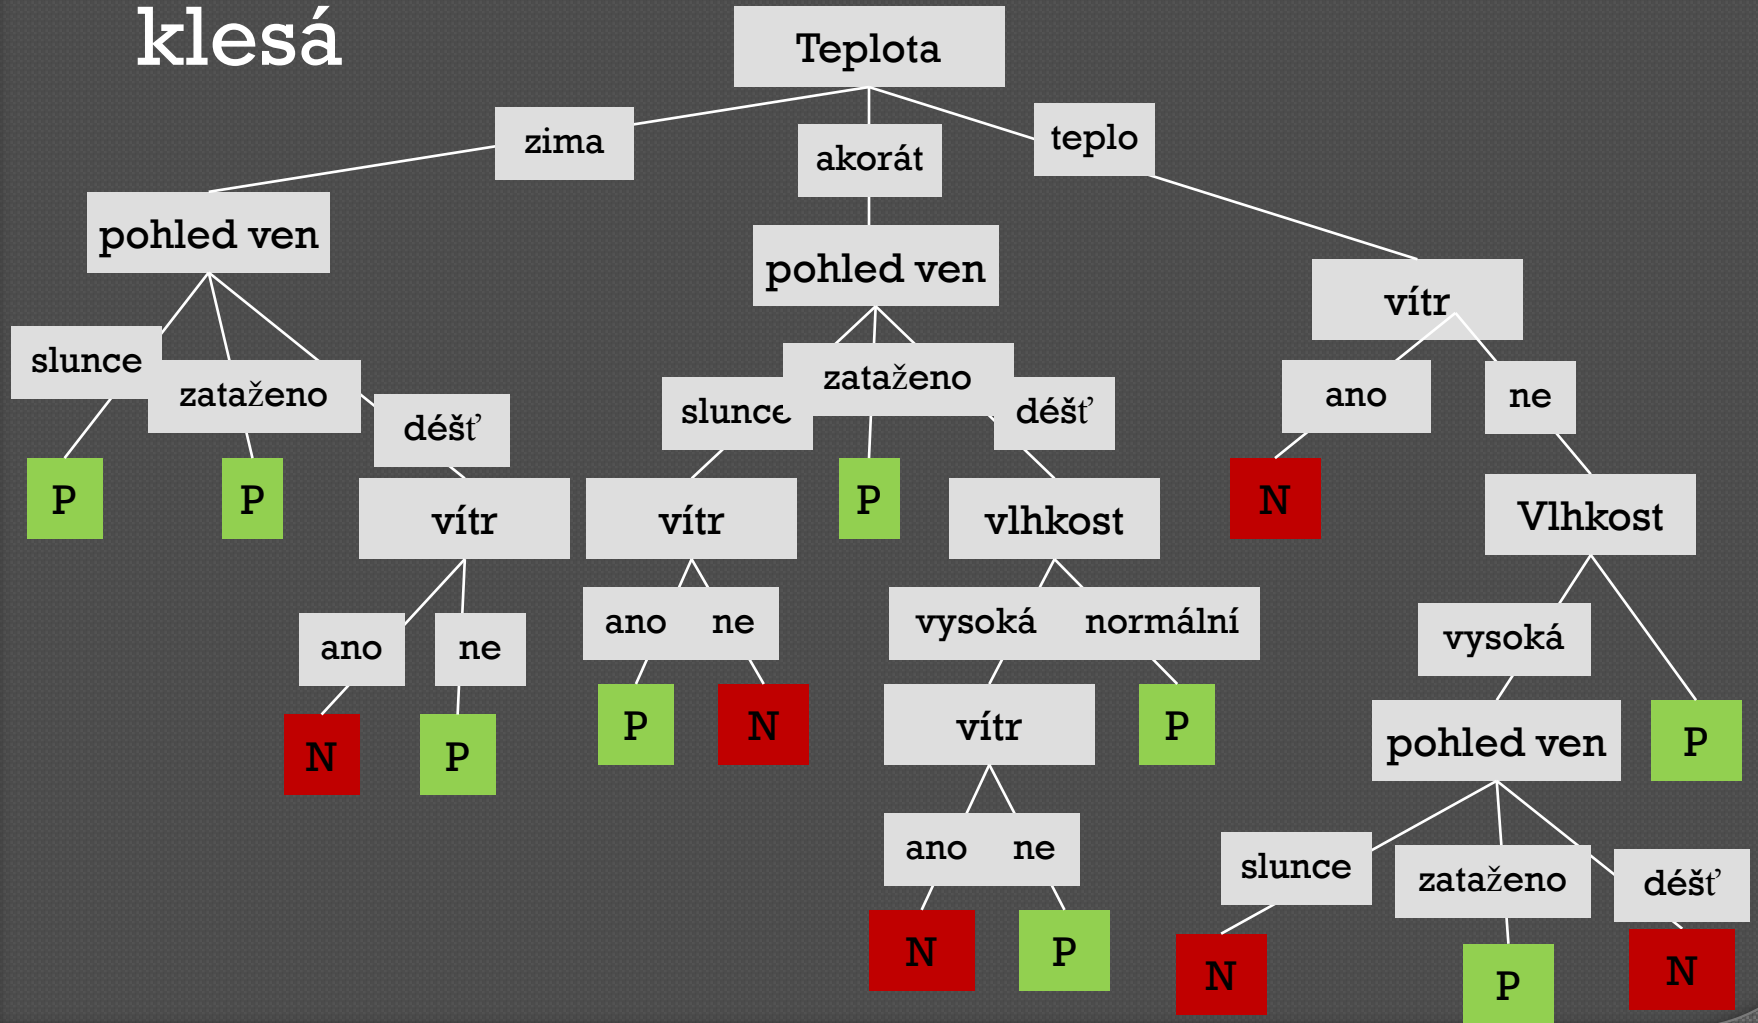 klesá
Teplota
zima
akorát
teplo
pohled ven
pohled ven
vítr
slunce
zataženo
déšť
slunce
zataženo
déšť
ano
ne
P
P
vítr
vítr
P
vlhkost
N
Vlhkost
ano
ne
ano
ne
vysoká
normální
vysoká
N
P
P
N
vítr
P
pohled ven
P
ano
ne
slunce
zataženo
déšť
N
P
N
P
N